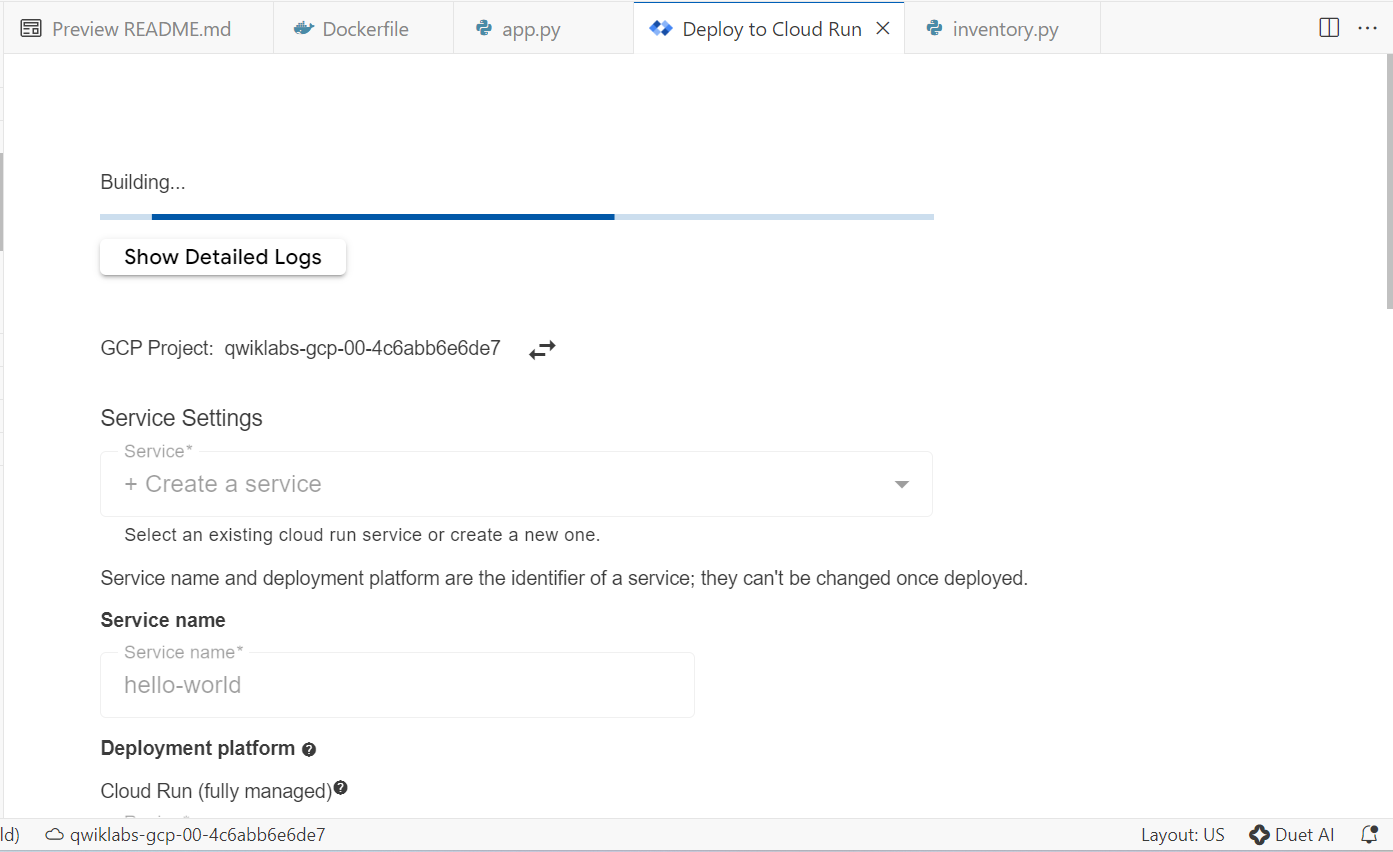 Preview README.md Dockerfile app.py Deploy to Cloud Run inventory.py
Building...
Show Detailed Logs
GCP Project: qwiklabs-gcp-00-4c6abb6e6de7
Service Settings
Service*
+ Create a service
Select an existing cloud run service or create a new one.
Service name and deployment platform are the identifier of a service; they can't be changed once deployed.
Service name
Service name*
hello-world
Deployment platform
Cloud Run (fully managed)
ld) qwiklabs-gcp-00-4c6abb6e6de7 Layout: US Duet AI